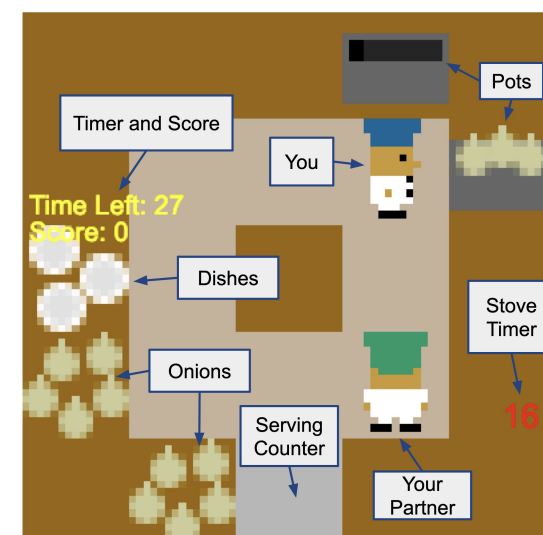 Pots
Timer and Score
You
Time Left: 27
Score: 0
Dishes
Stove
Timer
Onions
16
Serving
Counter
Your
Partner